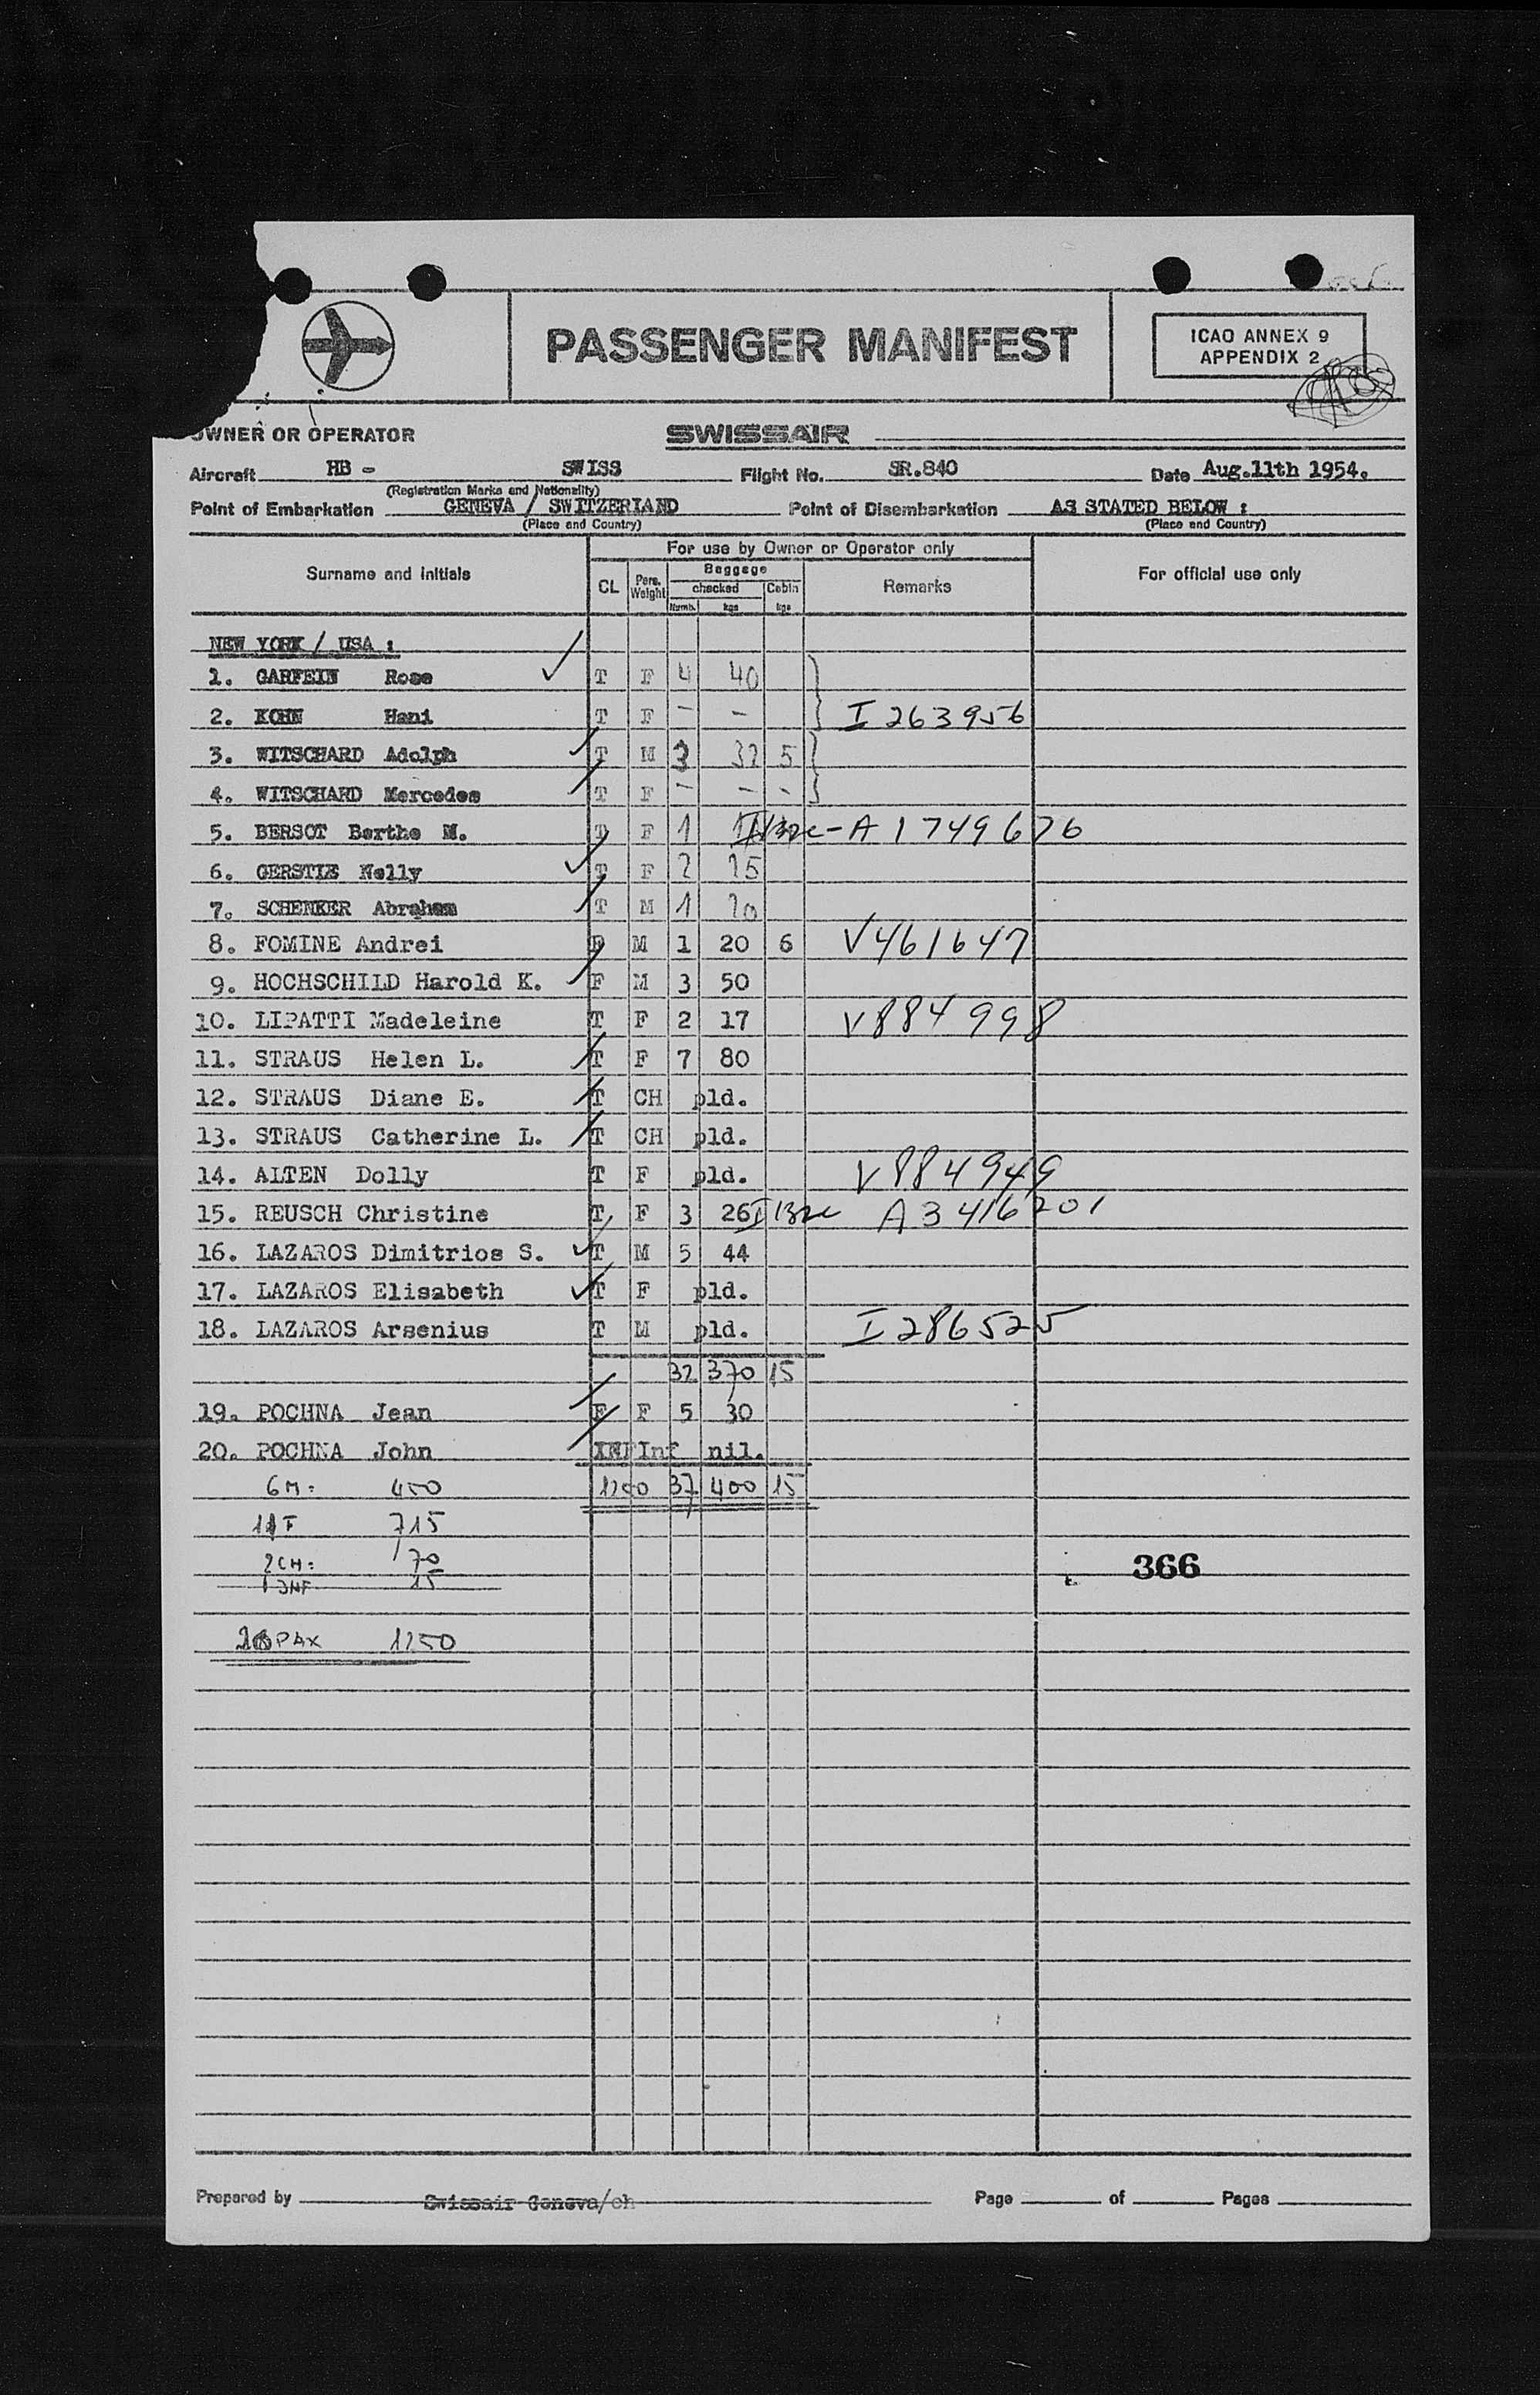 PASSENGER MANIFEST
ICAO ANNEX 9
APPENDIX 2
OWNER OR OPERATOR SWISSAIR
Aircraft HB - SWISS Flight No. SR.840 Date Aug.11th 1954.
(Registration Marks and Nationality)
Point of Embarkation GENEVA / SWITZERLAND Point of Disembarkation AS STATED BELOW :
(Place and Country) (Place and Country)
For use by Owner or Operator only
Surname and initials CL Pers. Weight Baggage checked Cabin Numb. kgs kgs Remarks For official use only
NEW YORK / USA :
1. GARFEIN Rose T F 4 40
2. KOHN Hani T F - - I 263956
3. WITSCHARD Adolph T M 3 32 5
4. WITSCHARD Mercedes T F - - -
5. BERSOT Berthe M. T F 1 A1749676
6. GERSTLE Nelly T F 2 25
7. SCHENKER Abraham T M 1 20
8. FOMINE Andrei M 1 20 6 V461647
9. HOCHSCHILD Harold K. F M 3 50
10. LIPATTI Madeleine T F 2 17 V884998
11. STRAUS Helen L. T F 7 80
12. STRAUS Diane E. T CH pld.
13. STRAUS Catherine L. T CH pld.
14. ALTEN Dolly T F pld. V884949
15. REUSCH Christine T F 3 26 A3416201
16. LAZAROS Dimitrios S. T M 5 44
17. LAZAROS Elisabeth T F pld.
18. LAZAROS Arsenius T M pld. I 286525
32 370 15
19. POCHNA Jean F F 5 30
20. POCHNA John INF Inf nil.
6M: 450 1250 37 400 15
11F 715
2CH: 70
1 INF 15
366
PAX 1250
Prepared by Swissair Geneva/ch Page of Pages